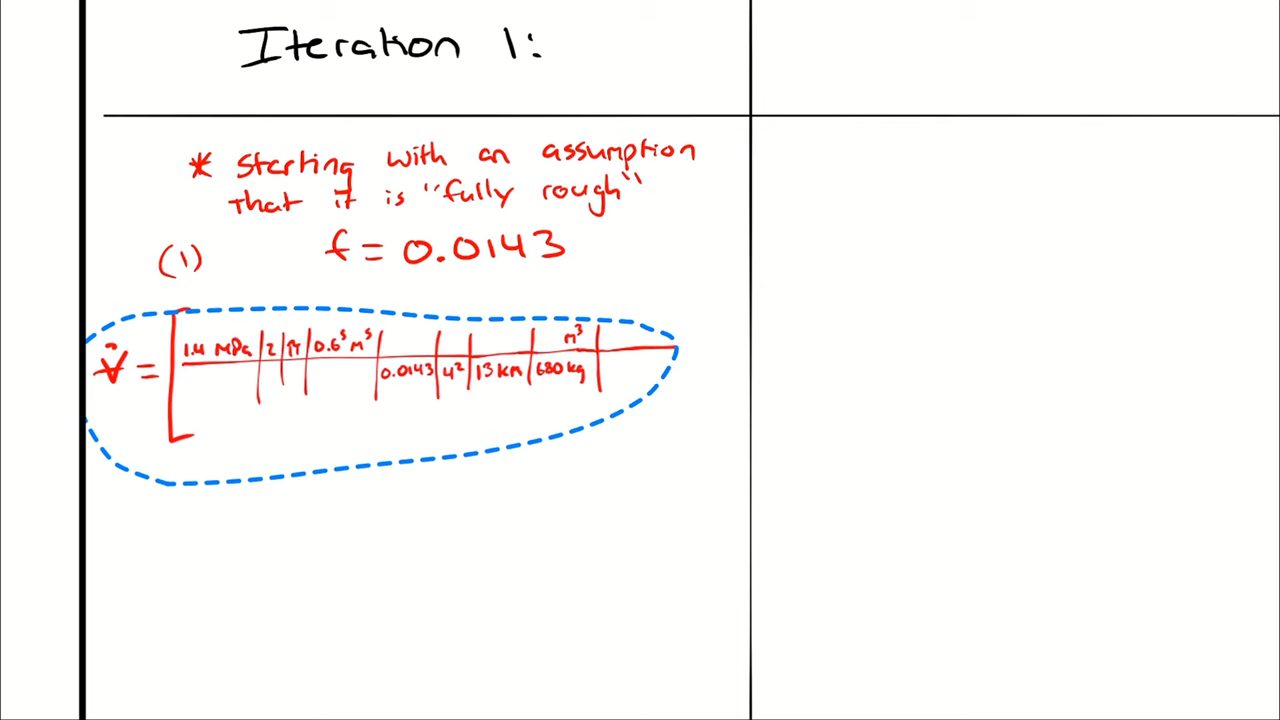 Iteration 1:
* starting with an assumption
that it is "fully rough"
(1) f = 0.0143
V̇ = [ 1.4 MPa | 2 | π | 0.6⁵ m⁵ | | | | m³ |
0.0143 | 4² | 13 km | 680 kg |